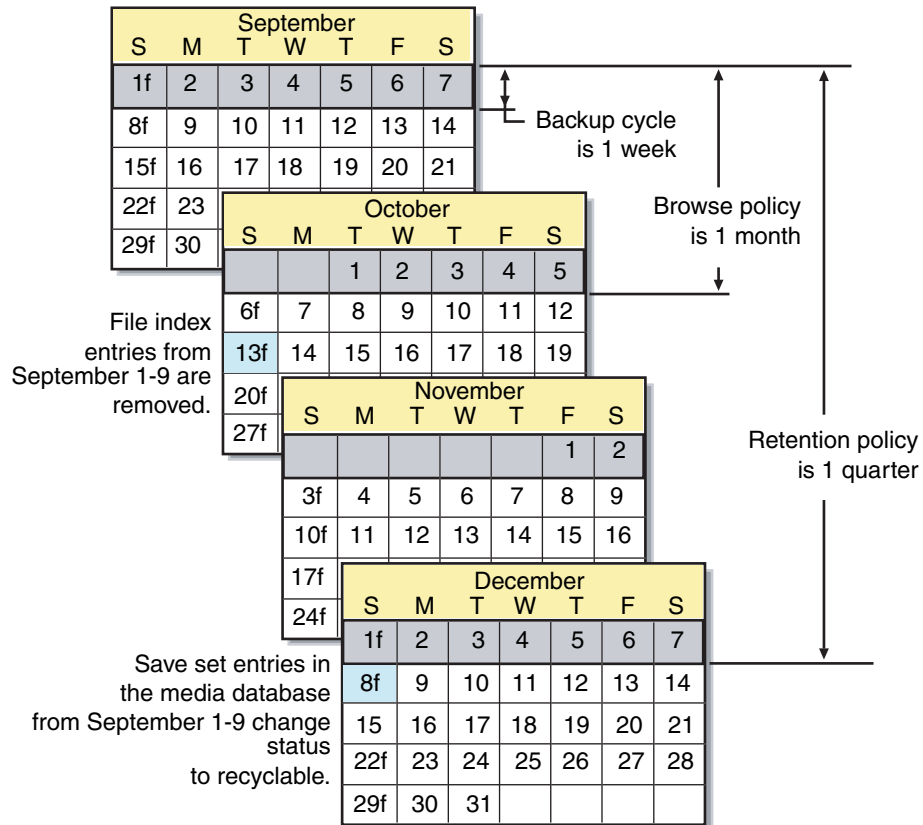 September
S M T W T F S
1f 2 3 4 5 6 7
8f 9 10 11 12 13 14
15f 16 17 18 19 20 21
22f 23
29f 30
Backup cycle
is 1 week
Browse policy
is 1 month
Retention policy
is 1 quarter
October
S M T W T F S
1 2 3 4 5
6f 7 8 9 10 11 12
13f 14 15 16 17 18 19
20f
27f
File index
entries from
September 1-9 are
removed.
November
S M T W T F S
1 2
3f 4 5 6 7 8 9
10f 11 12 13 14 15 16
17f
24f
December
S M T W T F S
1f 2 3 4 5 6 7
8f 9 10 11 12 13 14
15 16 17 18 19 20 21
22f 23 24 25 26 27 28
29f 30 31
Save set entries in
the media database
from September 1-9 change
status
to recyclable.